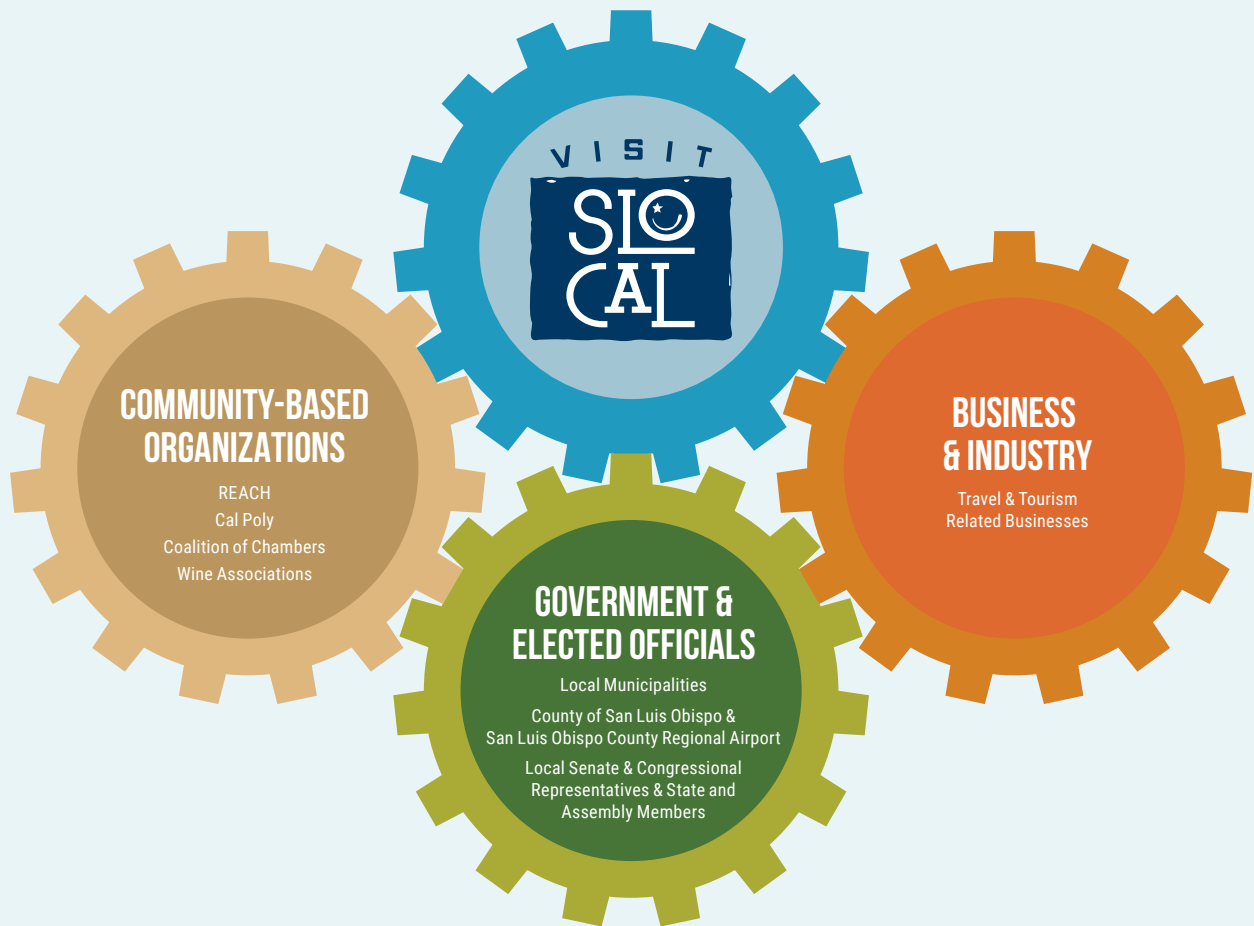 VISIT
SLO
CAL
COMMUNITY-BASED
ORGANIZATIONS
REACH
Cal Poly
Coalition of Chambers
Wine Associations
BUSINESS
& INDUSTRY
Travel & Tourism
Related Businesses
GOVERNMENT &
ELECTED OFFICIALS
Local Municipalities
County of San Luis Obispo &
San Luis Obispo County Regional Airport
Local Senate & Congressional
Representatives & State and
Assembly Members